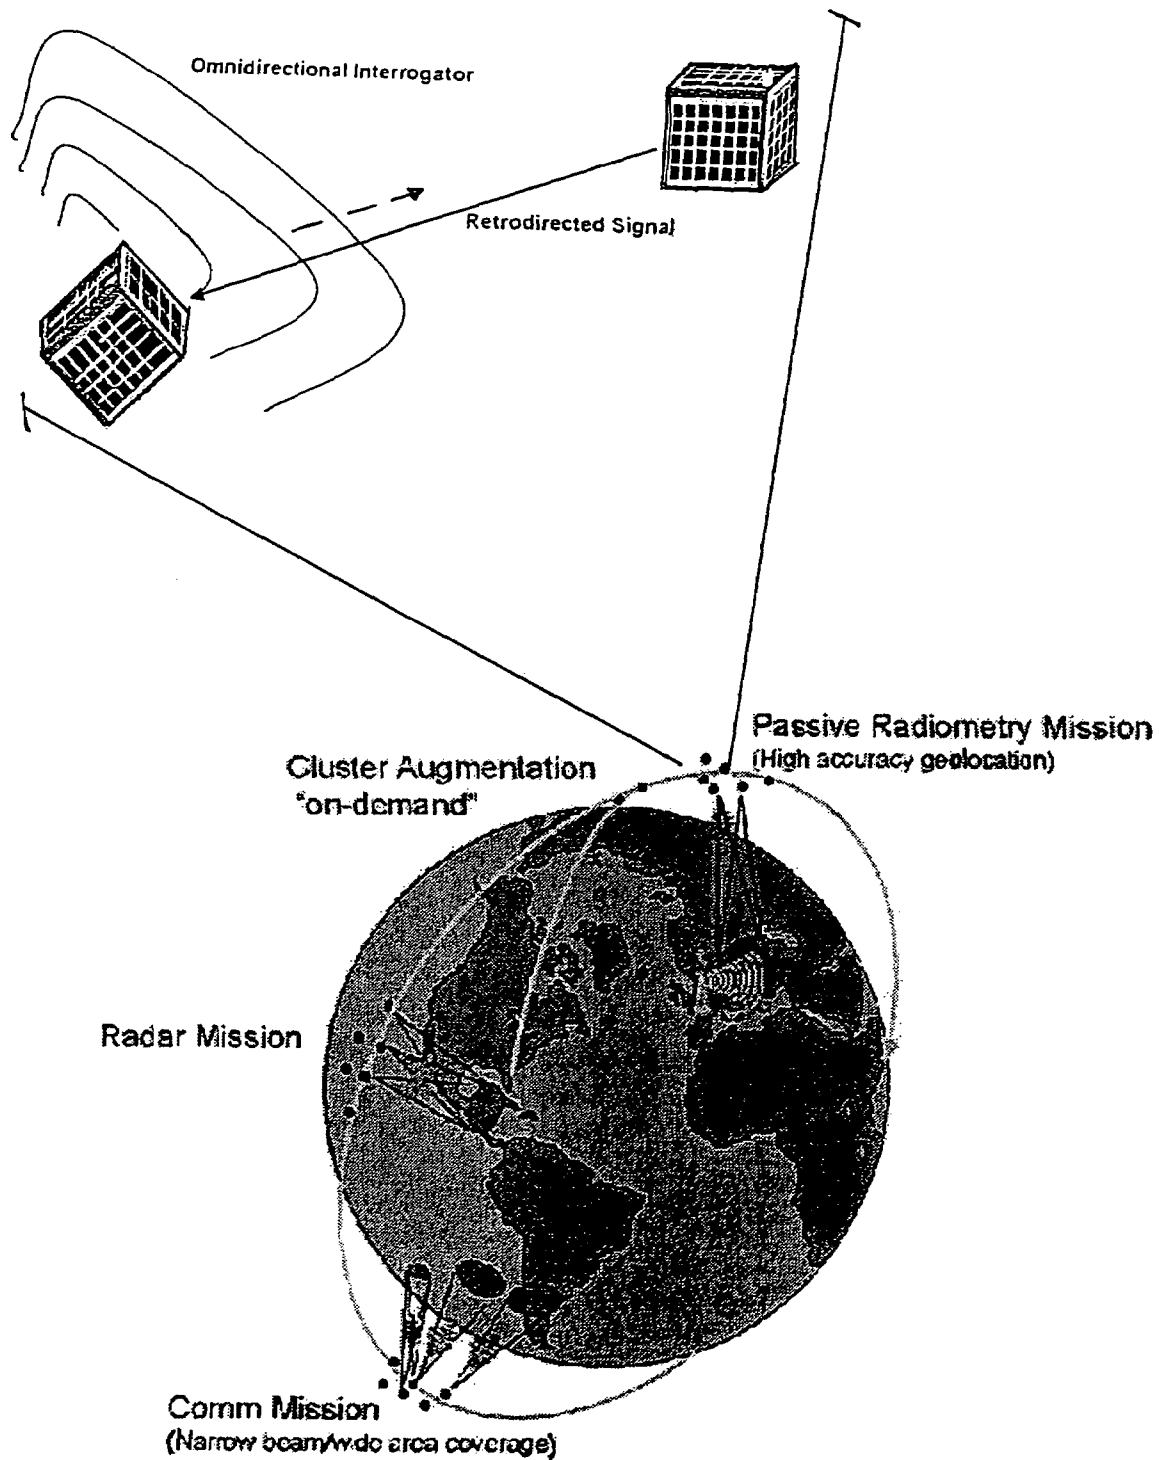 Omnidirectional Interrogator
Retrodirected Signal
Passive Radiometry Mission
(High accuracy geolocation)
Cluster Augmentation
"on-demand"
Radar Mission
Comm Mission
(Narrow beam/wide area coverage)